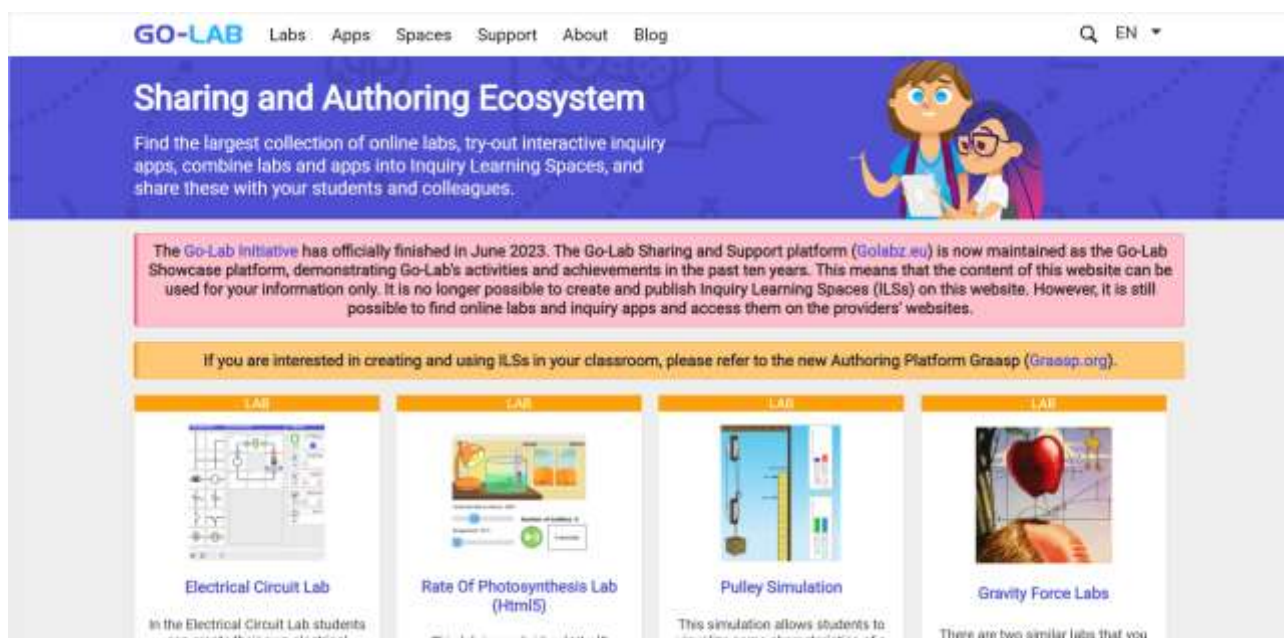 GO-LAB Labs Apps Spaces Support About Blog EN
Sharing and Authoring Ecosystem
Find the largest collection of online labs, try-out interactive inquiry
apps, combine labs and apps into Inquiry Learning Spaces, and
share these with your students and colleagues.
The Go-Lab Initiative has officially finished in June 2023. The Go-Lab Sharing and Support platform (Golabz.eu) is now maintained as the Go-Lab
Showcase platform, demonstrating Go-Lab's activities and achievements in the past ten years. This means that the content of this website can be
used for your information only. It is no longer possible to create and publish Inquiry Learning Spaces (ILSs) on this website. However, it is still
possible to find online labs and inquiry apps and access them on the providers' websites.
If you are interested in creating and using ILSs in your classroom, please refer to the new Authoring Platform Graasp (Graasp.org).
LAB LAB LAB LAB
Electrical Circuit Lab
Rate Of Photosynthesis Lab
(Html5)
Pulley Simulation
Gravity Force Labs
In the Electrical Circuit Lab students
This simulation allows students to
There are two similar labs that you